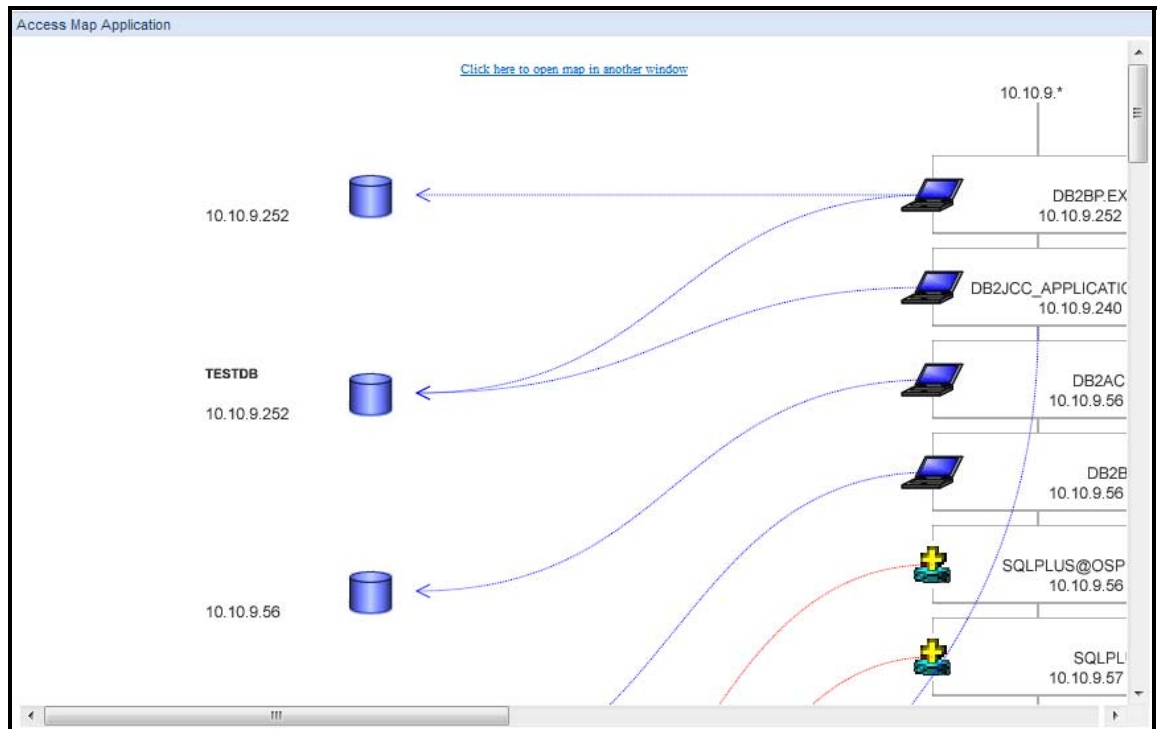 Access Map Application
Click here to open map in another window
10.10.9.*
DB2BP.EX
10.10.9.252
10.10.9.252
DB2JCC_APPLICATIO
10.10.9.240
TESTDB
10.10.9.252
DB2AC
10.10.9.56
DB2B
10.10.9.56
SQLPLUS@OSP
10.10.9.56
10.10.9.56
SQLPL
10.10.9.57